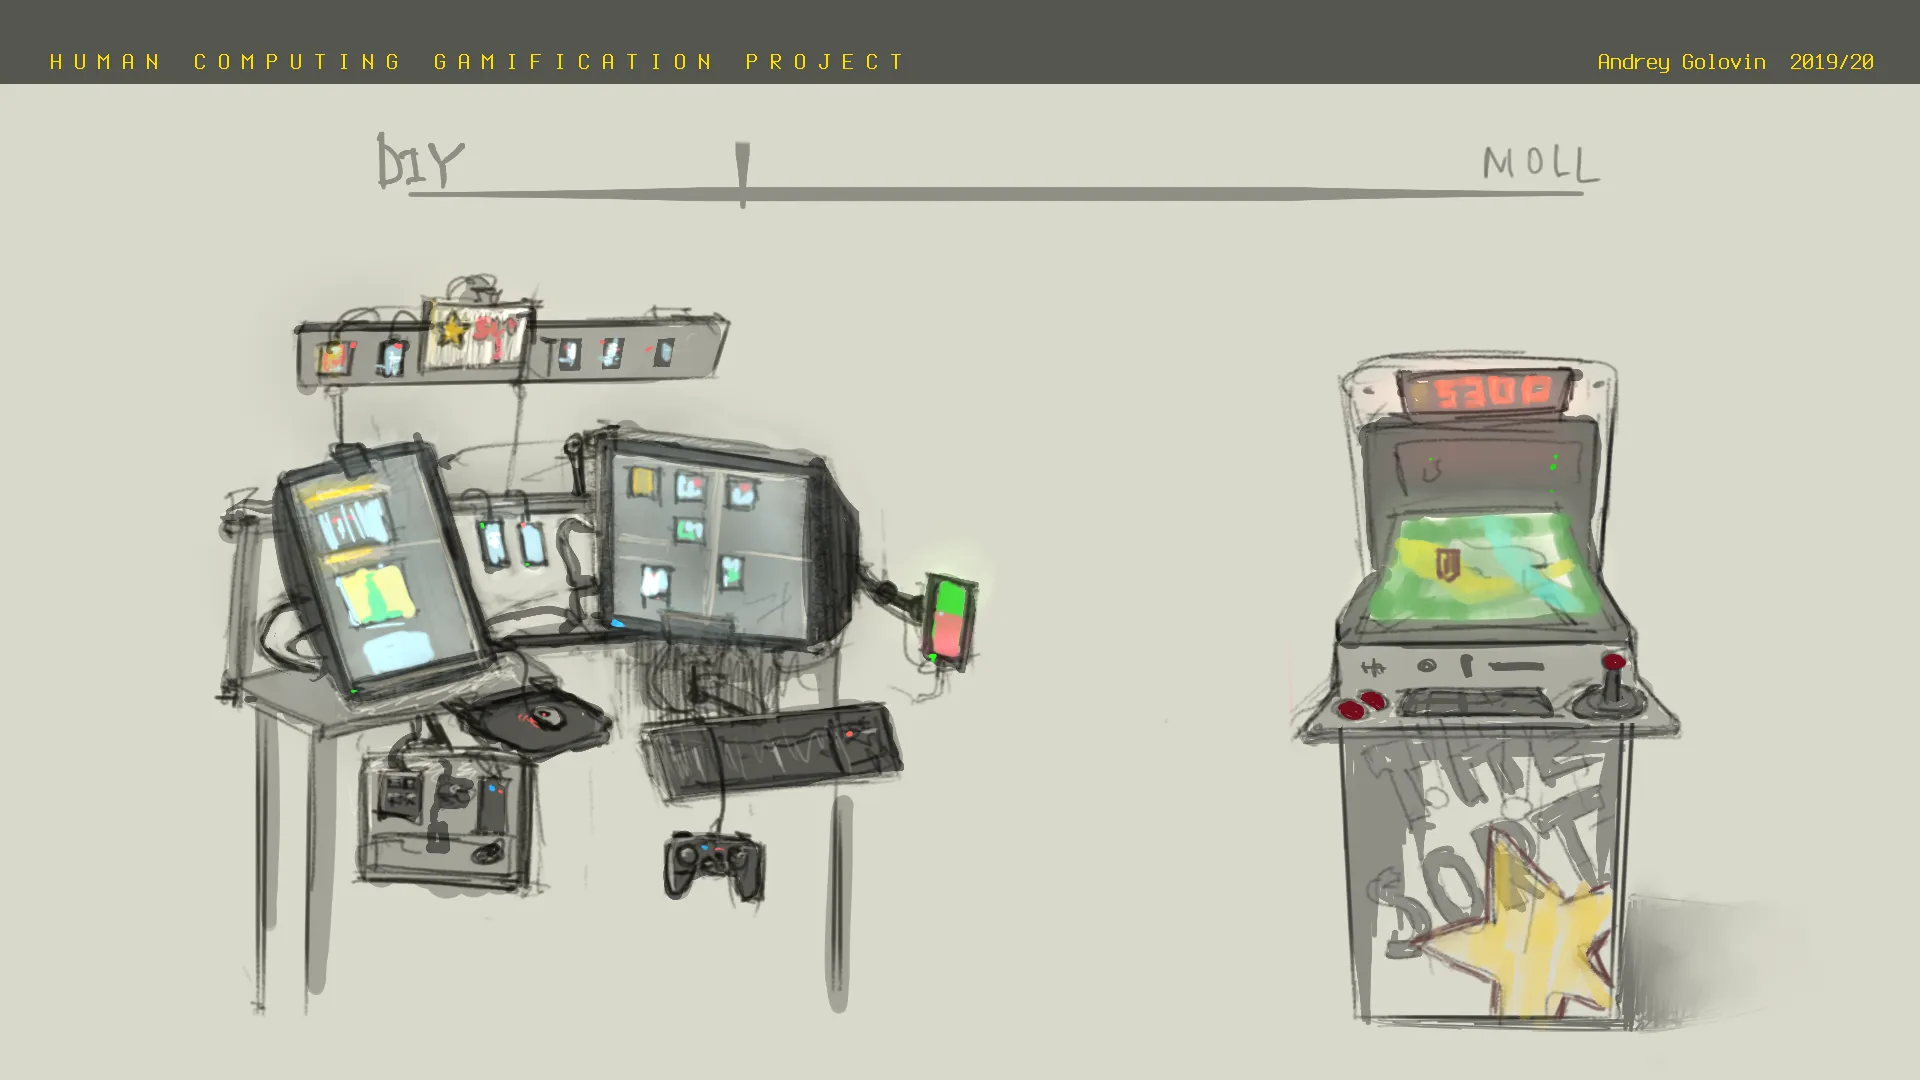 HUMAN COMPUTING GAMIFICATION PROJECT
Andrey Golovin 2019/20
DIY
MOLL
5300
THE
SORT